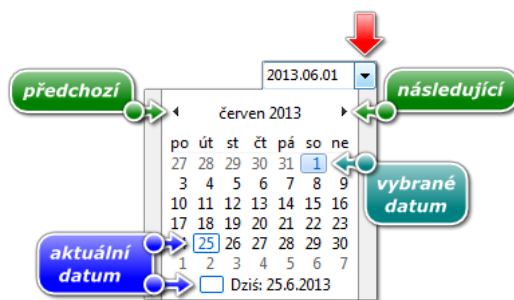 2013.06.01
předchozí
následující
červen 2013
po út st čt pá so ne
27 28 29 30 31 1
vybrané
datum
3 4 5 6 7 8 9
10 11 12 13 14 15 16
17 18 19 20 21 22 23
25 26 27 28 29 30
aktuální
datum
1 2 3 4 5 6 7
Dziś: 25.6.2013